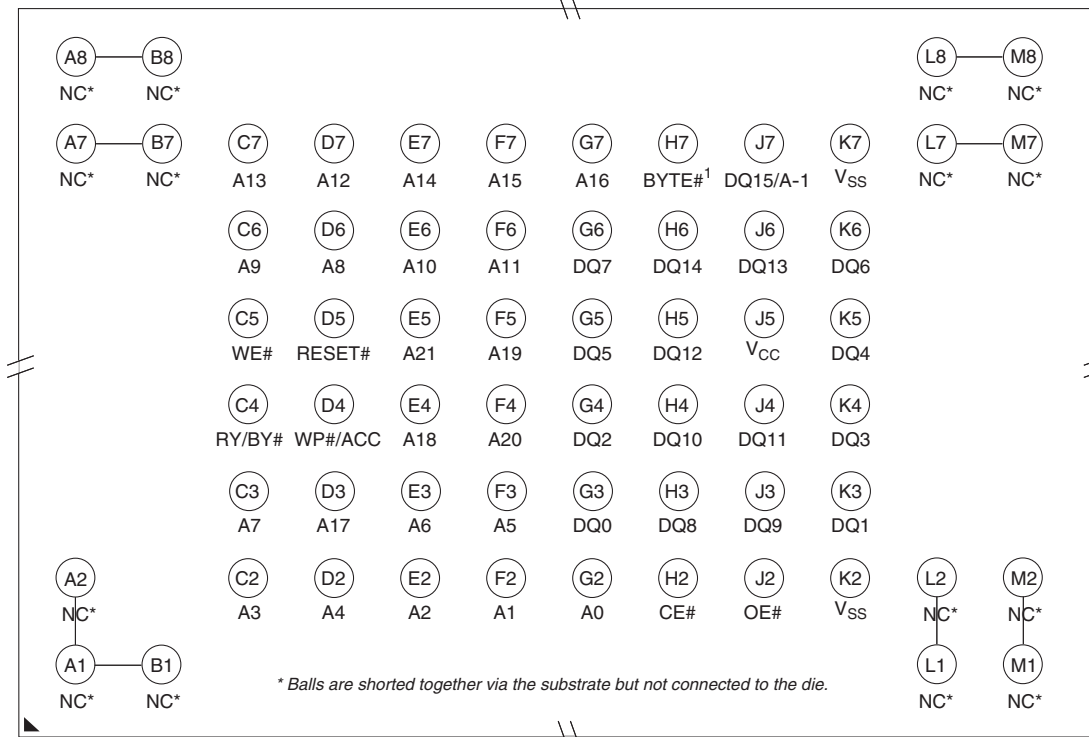 A8 B8 L8 M8
NC* NC* NC* NC*
A7 B7 C7 D7 E7 F7 G7 H7 J7 K7 L7 M7
NC* NC* A13 A12 A14 A15 A16 BYTE#1 DQ15/A-1 VSS NC* NC*
C6 D6 E6 F6 G6 H6 J6 K6
A9 A8 A10 A11 DQ7 DQ14 DQ13 DQ6
C5 D5 E5 F5 G5 H5 J5 K5
WE# RESET# A21 A19 DQ5 DQ12 VCC DQ4
C4 D4 E4 F4 G4 H4 J4 K4
RY/BY# WP#/ACC A18 A20 DQ2 DQ10 DQ11 DQ3
C3 D3 E3 F3 G3 H3 J3 K3
A7 A17 A6 A5 DQ0 DQ8 DQ9 DQ1
A2 C2 D2 E2 F2 G2 H2 J2 K2 L2 M2
NC* A3 A4 A2 A1 A0 CE# OE# VSS NC* NC*
A1 B1 L1 M1
NC* NC* NC* NC*
* Balls are shorted together via the substrate but not connected to the die.